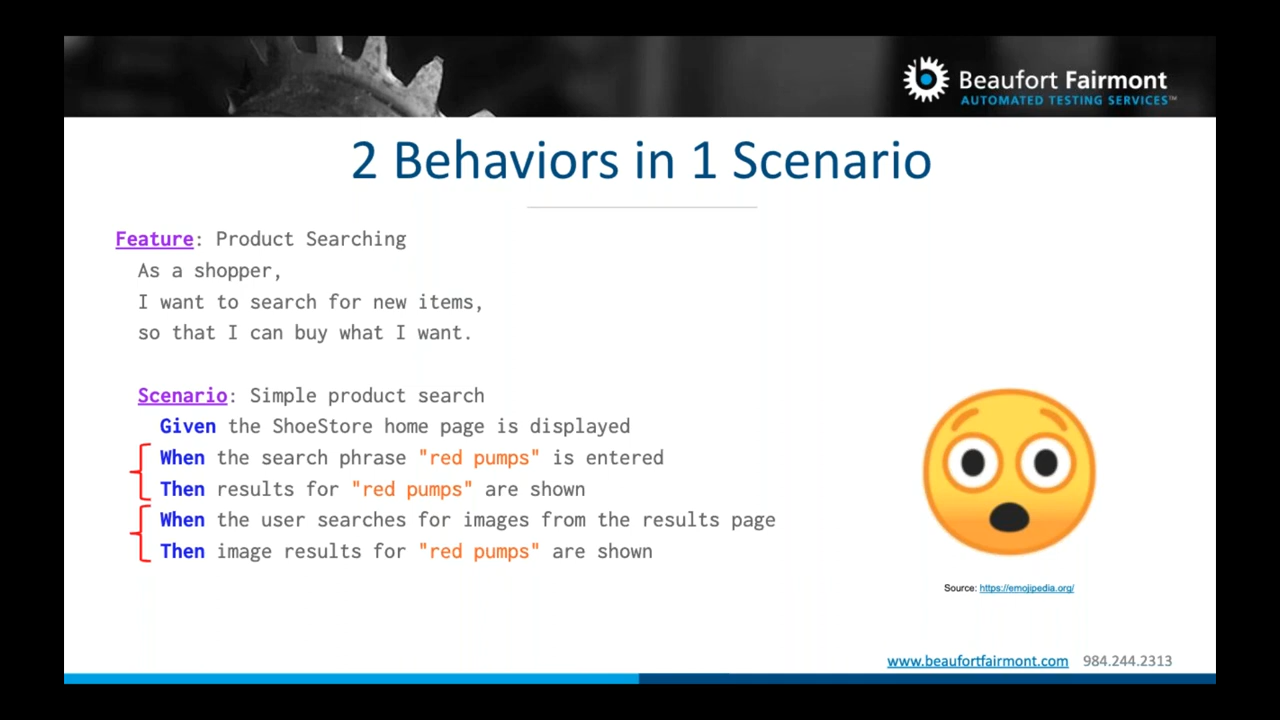 Beaufort Fairmont
AUTOMATED TESTING SERVICES™
2 Behaviors in 1 Scenario
Feature: Product Searching
As a shopper,
I want to search for new items,
so that I can buy what I want.
Scenario: Simple product search
Given the ShoeStore home page is displayed
When the search phrase "red pumps" is entered
Then results for "red pumps" are shown
When the user searches for images from the results page
Then image results for "red pumps" are shown
Source: https://emojipedia.org/
www.beaufortfairmont.com 984.244.2313